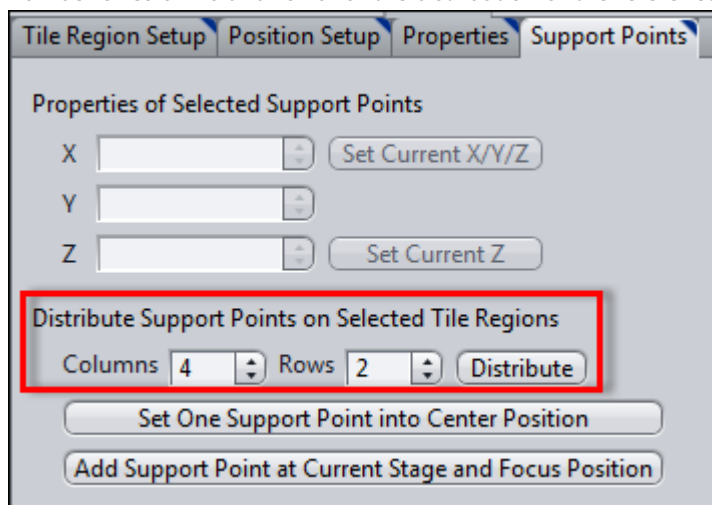 Tile Region Setup Position Setup Properties Support Points
Properties of Selected Support Points
X Set Current X/Y/Z
Y
Z Set Current Z
Distribute Support Points on Selected Tile Regions
Columns 4 Rows 2 Distribute
Set One Support Point into Center Position
Add Support Point at Current Stage and Focus Position